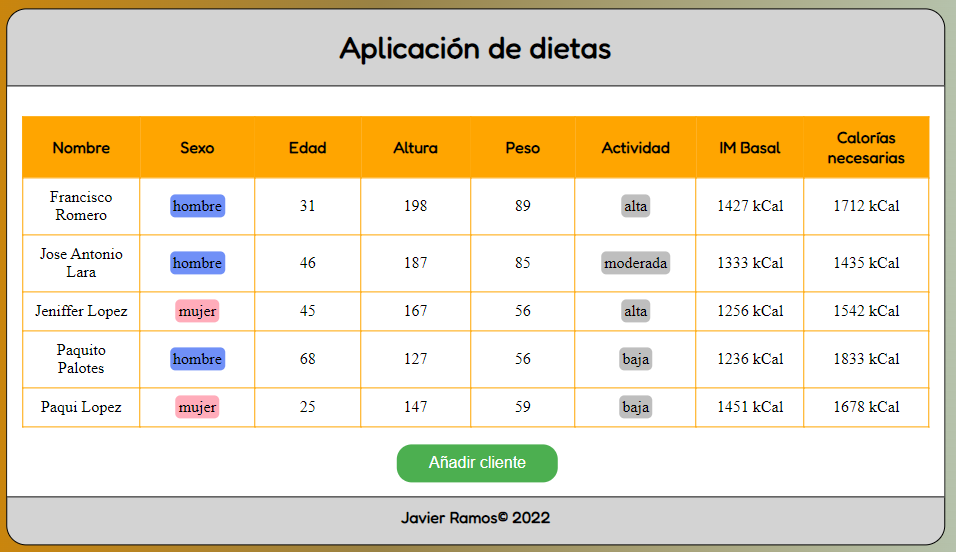 Aplicación de dietas
Nombre Sexo Edad Altura Peso Actividad IM Basal Calorías necesarias
Francisco Romero hombre 31 198 89 alta 1427 kCal 1712 kCal
Jose Antonio Lara hombre 46 187 85 moderada 1333 kCal 1435 kCal
Jeniffer Lopez mujer 45 167 56 alta 1256 kCal 1542 kCal
Paquito Palotes hombre 68 127 56 baja 1236 kCal 1833 kCal
Paqui Lopez mujer 25 147 59 baja 1451 kCal 1678 kCal
Añadir cliente
Javier Ramos© 2022